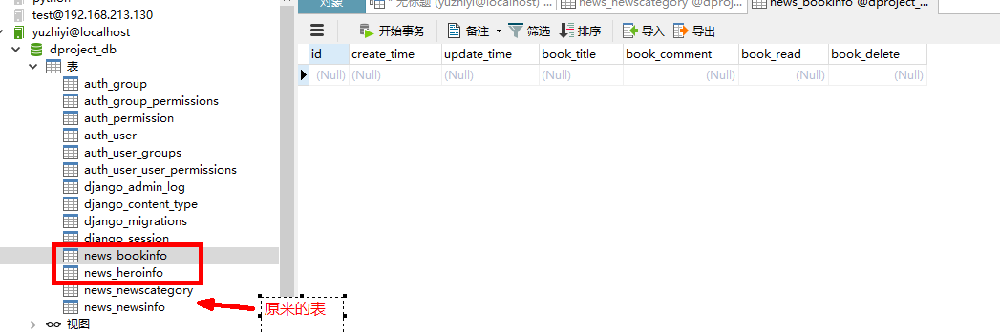 python
test@192.168.213.130
yuzhiyi@localhost
dproject_db
表
auth_group
auth_group_permissions
auth_permission
auth_user
auth_user_groups
auth_user_user_permissions
django_admin_log
django_content_type
django_migrations
django_session
news_bookinfo
news_heroinfo
news_newscategory
news_newsinfo
视图
对象
* 无标题 (yuzhiyi@localhost) ...
news_newscategory @dproj...
news_bookinfo @dproject_...
开始事务 备注 筛选 排序 导入 导出
id create_time update_time book_title book_comment book_read book_delete
(Null) (Null) (Null) (Null) (Null) (Null) (Null)
原来的表